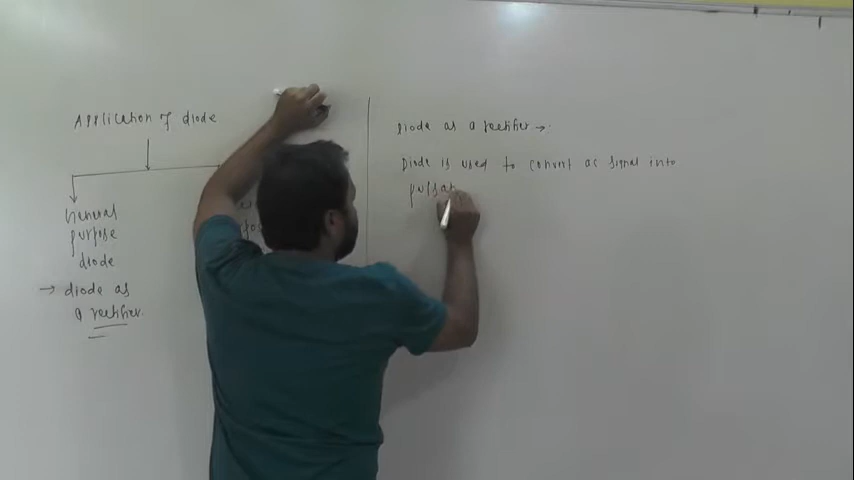 Application of diode
General
purpose
diode
→ diode as
a rectifier.
Diode as a rectifier →:
Diode is used to convert ac signal into
pulsa